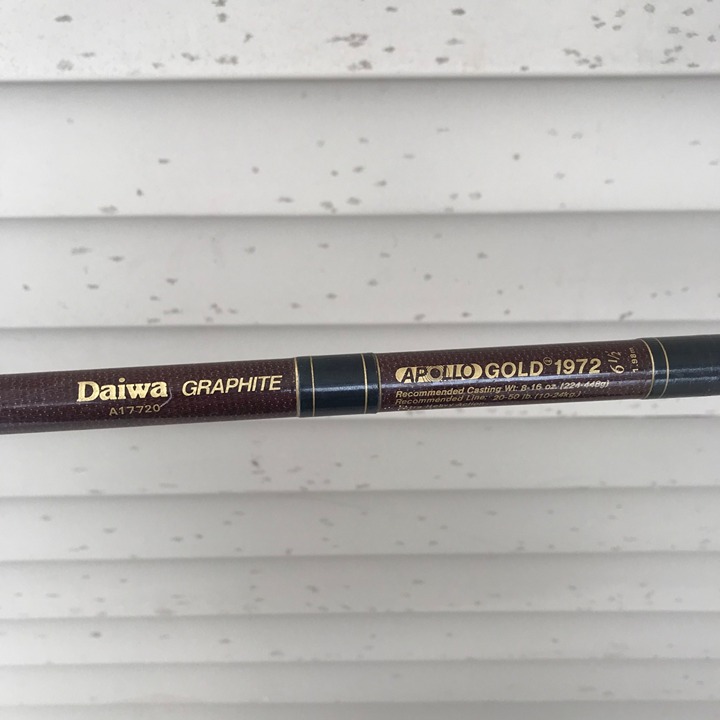 Daiwa GRAPHITE
A17720
APOLLO GOLD 1972
Recommended Casting Wt: 8-16 oz. (224-448g)
Recommended Line: 20-50 lb. (10-24kg.)
6½'
1.98m